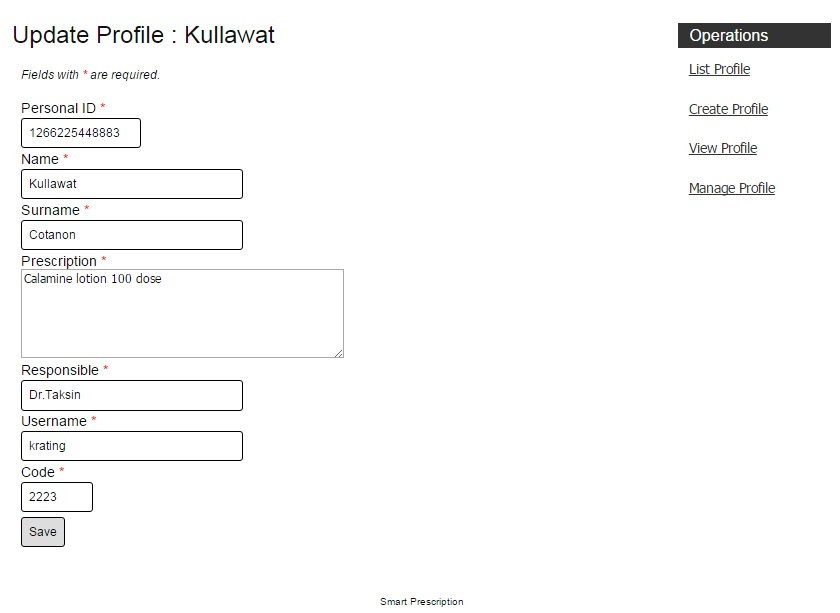 Update Profile : Kullawat
Fields with * are required.
Personal ID *
1266225448883
Name *
Kullawat
Surname *
Cotanon
Prescription *
Calamine lotion 100 dose
Responsible *
Dr.Taksin
Username *
krating
Code *
2223
Save
Operations
List Profile
Create Profile
View Profile
Manage Profile
Smart Prescription